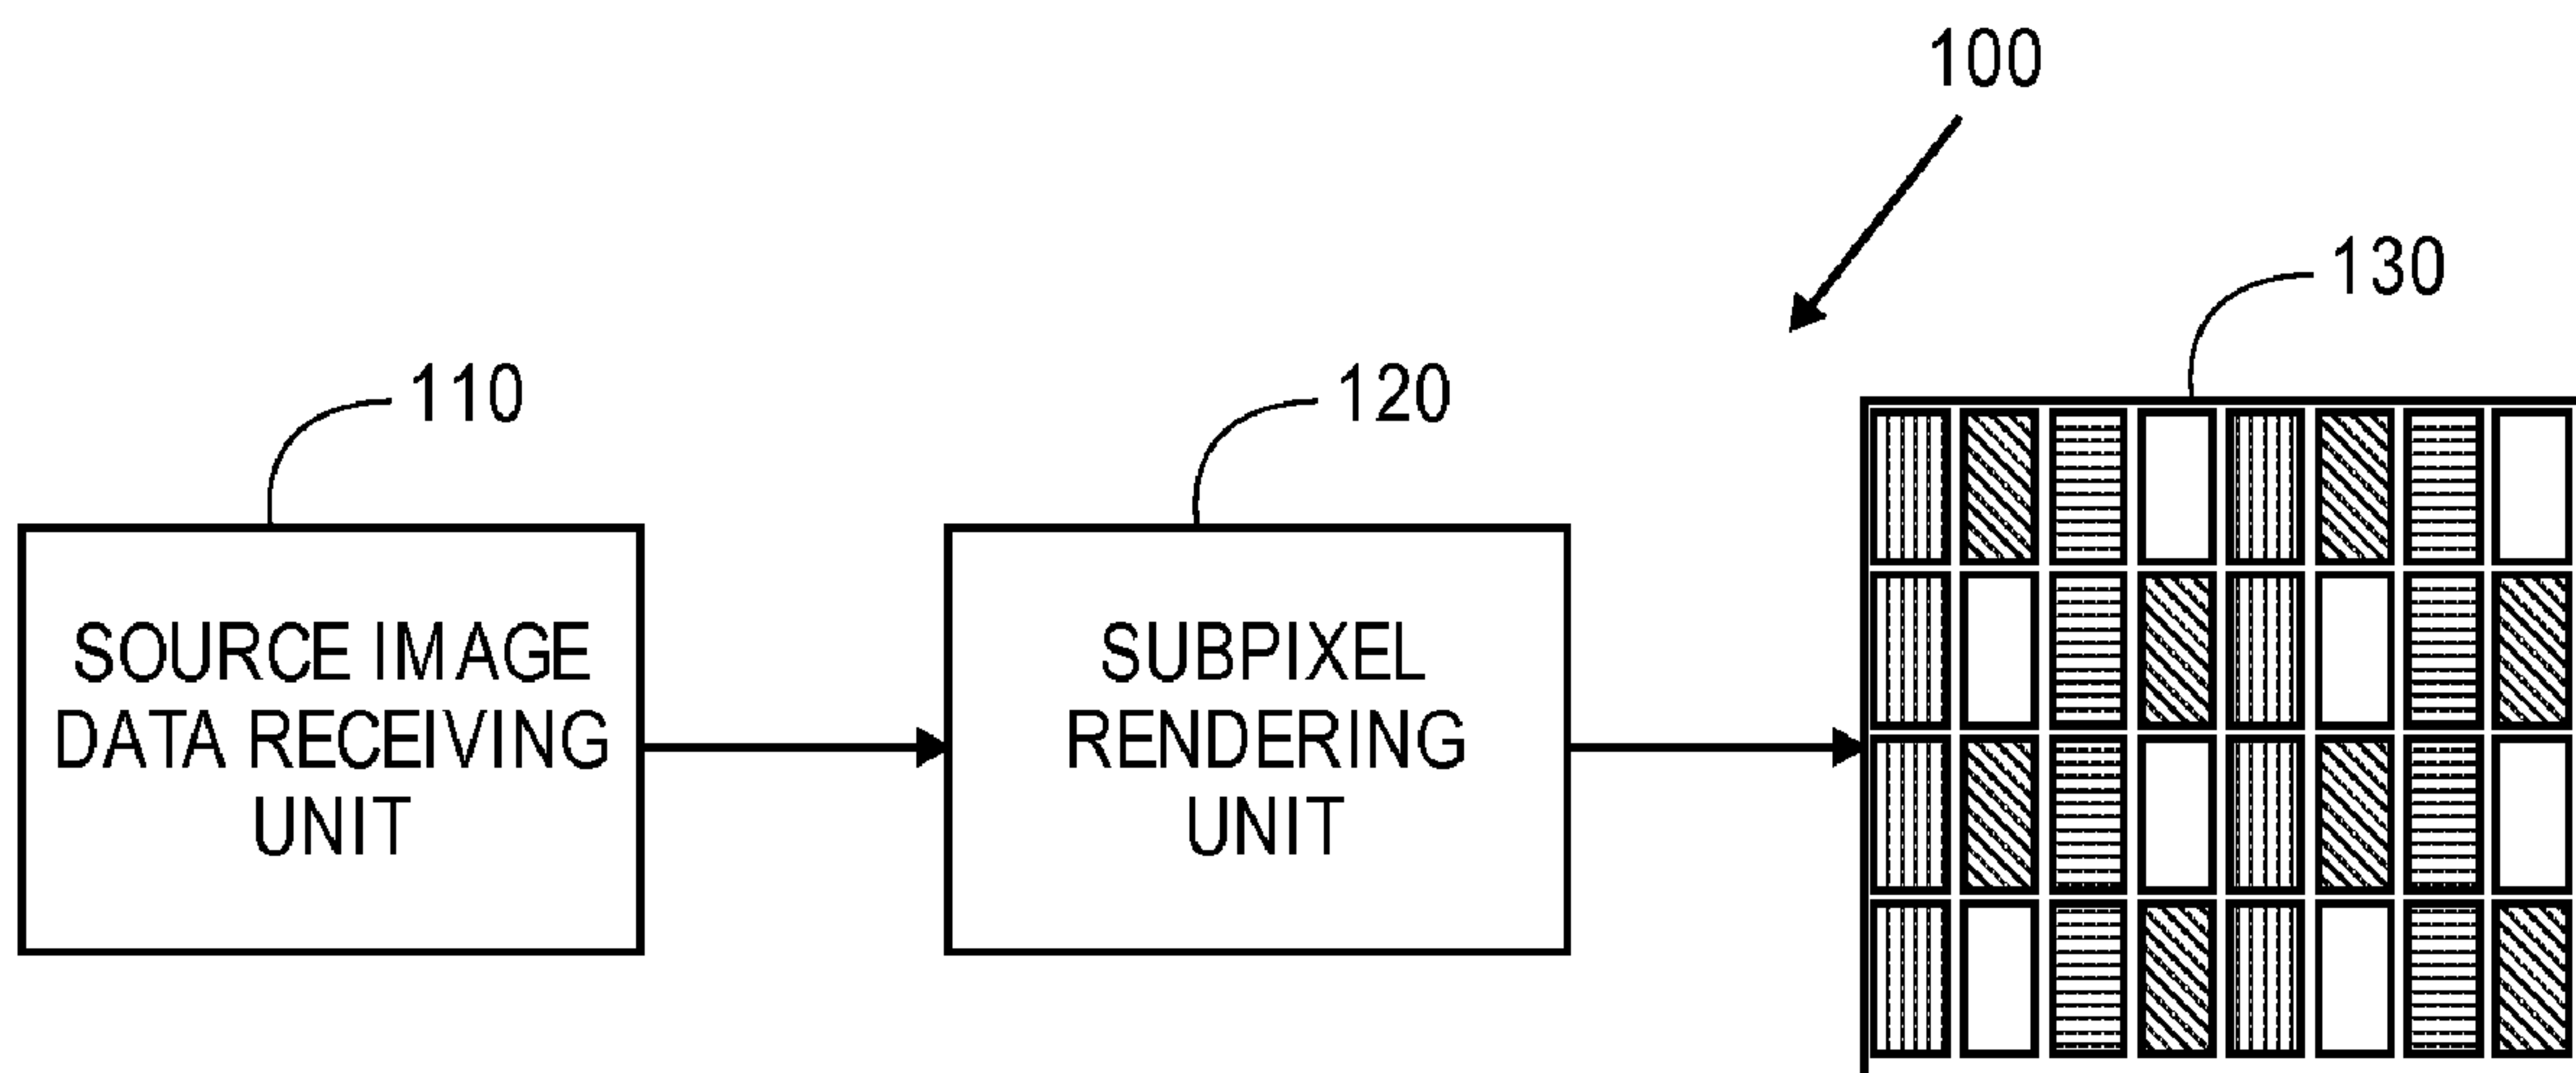 100
130
110
120
SOURCE IMAGE
DATA RECEIVING
UNIT
SUBPIXEL
RENDERING
UNIT